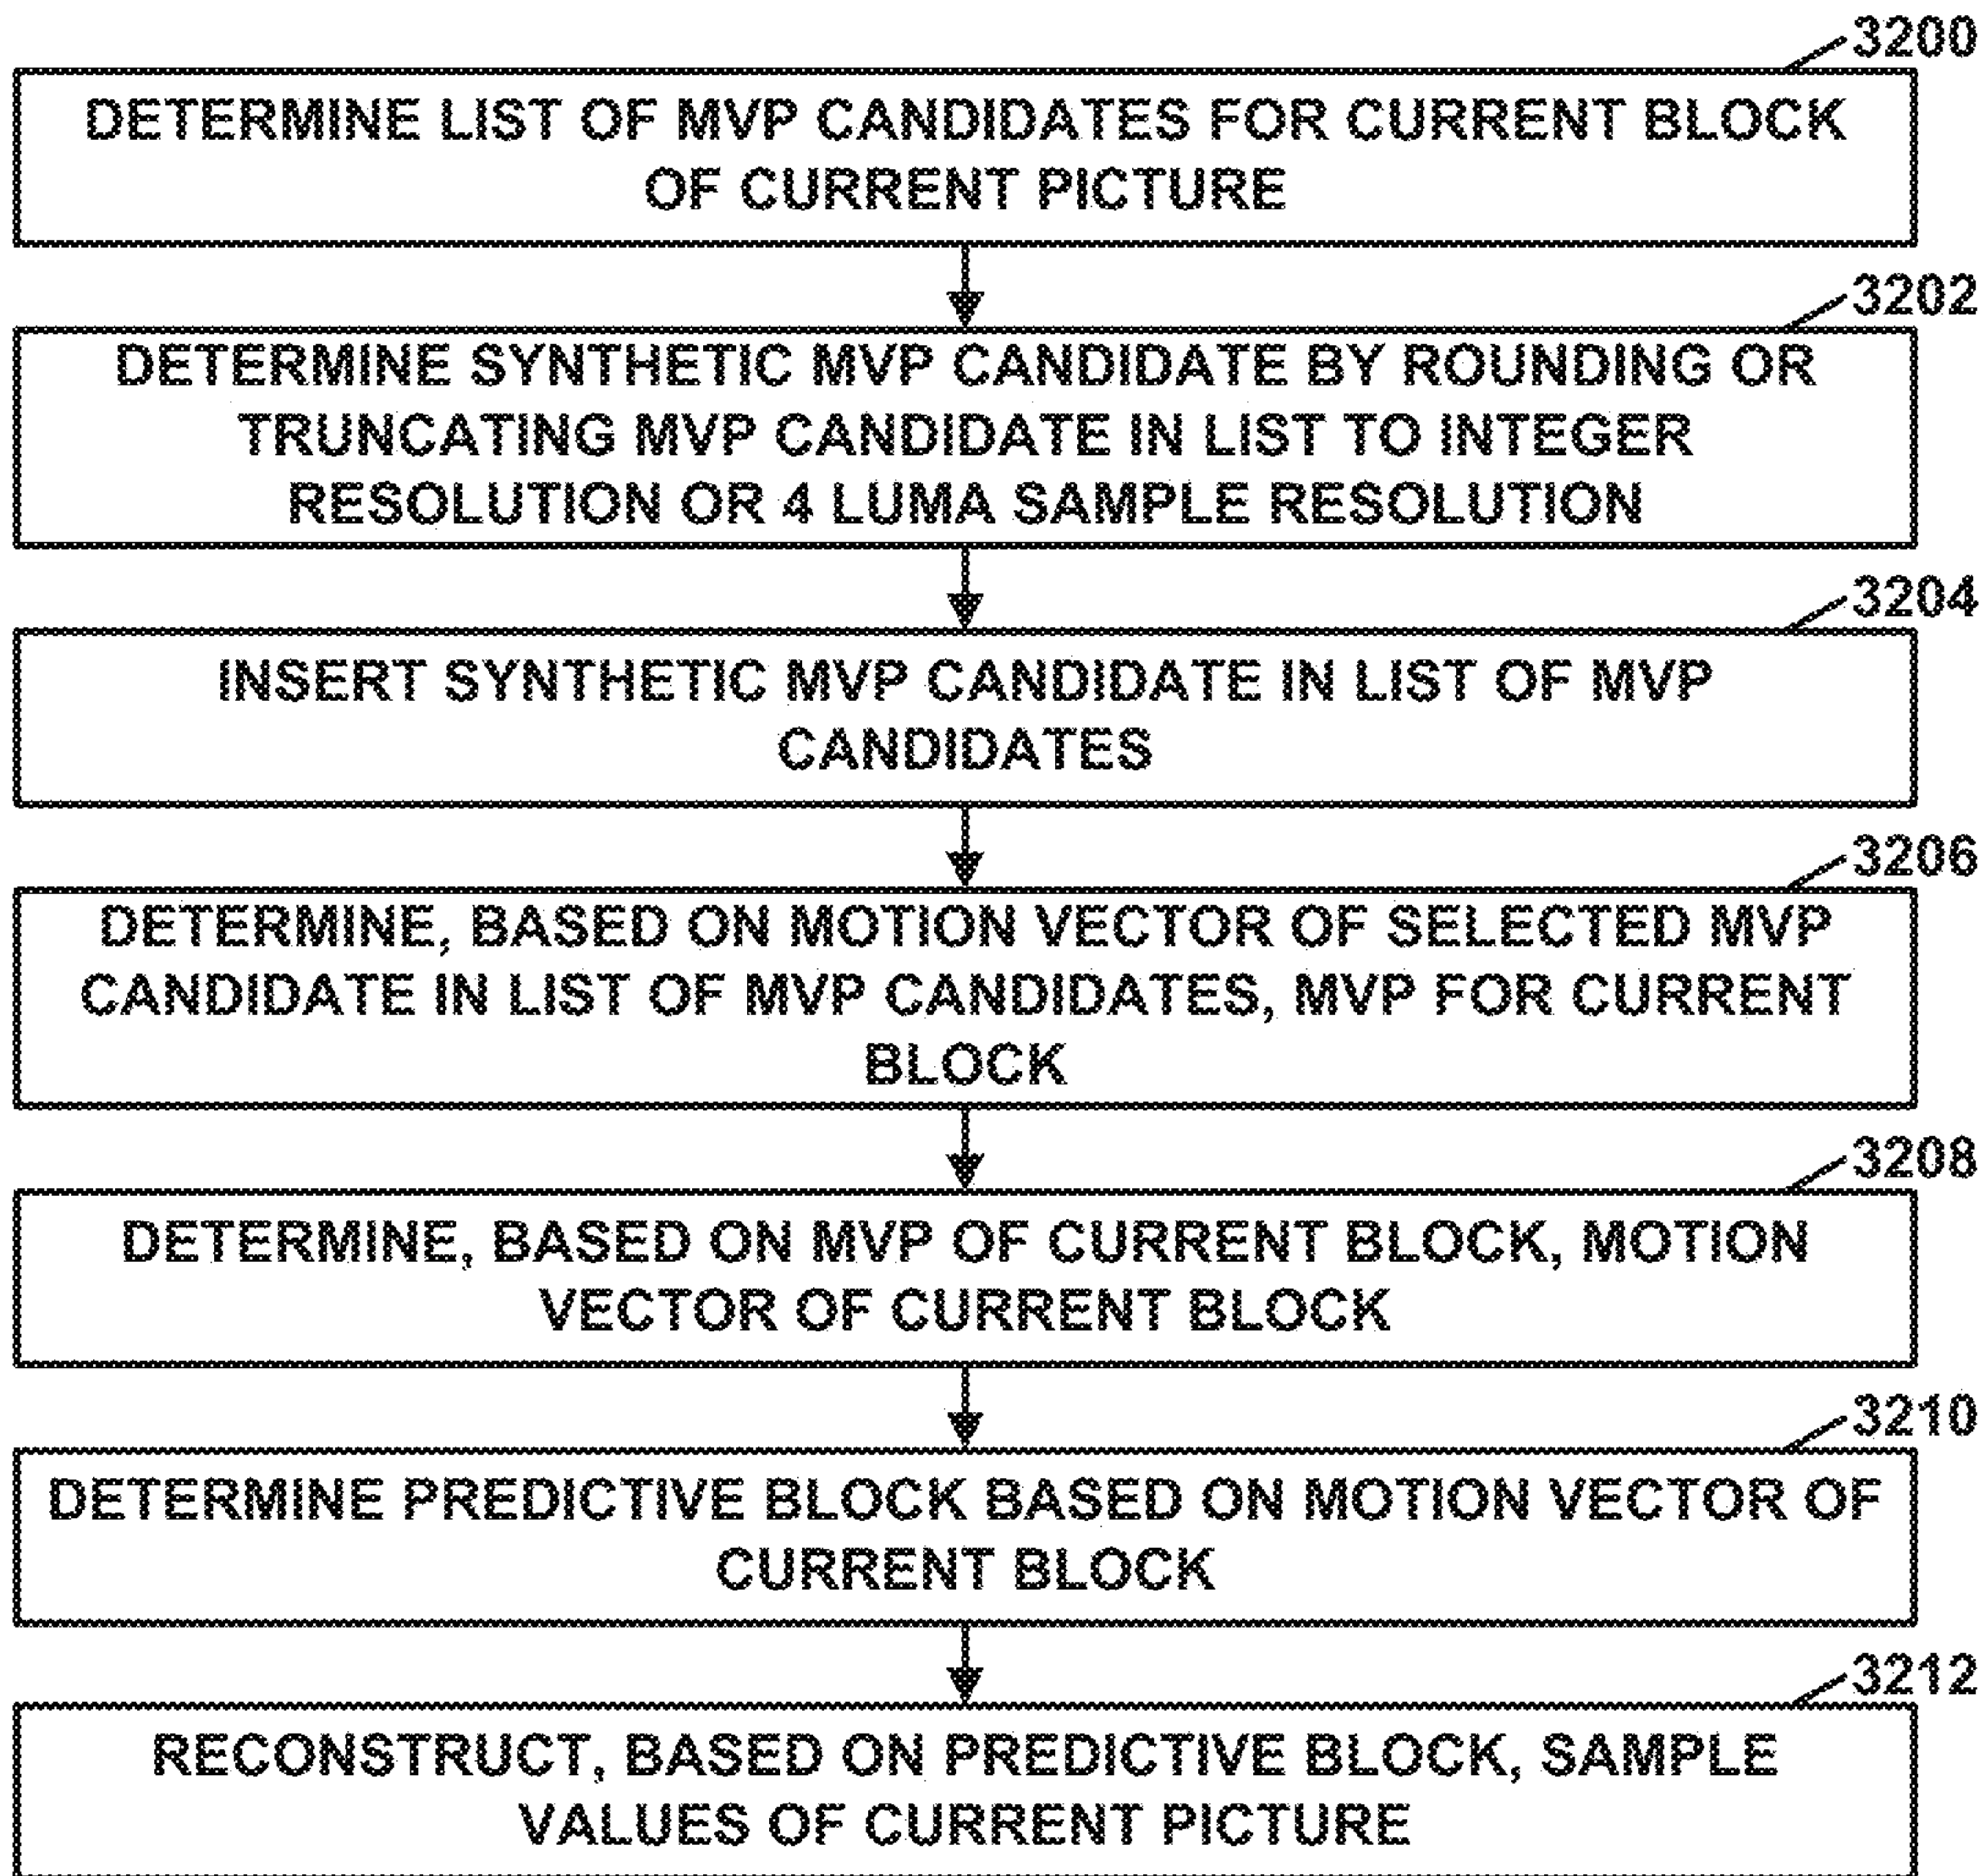 3200
DETERMINE LIST OF MVP CANDIDATES FOR CURRENT BLOCK
OF CURRENT PICTURE
3202
DETERMINE SYNTHETIC MVP CANDIDATE BY ROUNDING OR
TRUNCATING MVP CANDIDATE IN LIST TO INTEGER
RESOLUTION OR 4 LUMA SAMPLE RESOLUTION
3204
INSERT SYNTHETIC MVP CANDIDATE IN LIST OF MVP
CANDIDATES
3206
DETERMINE, BASED ON MOTION VECTOR OF SELECTED MVP
CANDIDATE IN LIST OF MVP CANDIDATES, MVP FOR CURRENT
BLOCK
3208
DETERMINE, BASED ON MVP OF CURRENT BLOCK, MOTION
VECTOR OF CURRENT BLOCK
3210
DETERMINE PREDICTIVE BLOCK BASED ON MOTION VECTOR OF
CURRENT BLOCK
3212
RECONSTRUCT, BASED ON PREDICTIVE BLOCK, SAMPLE
VALUES OF CURRENT PICTURE